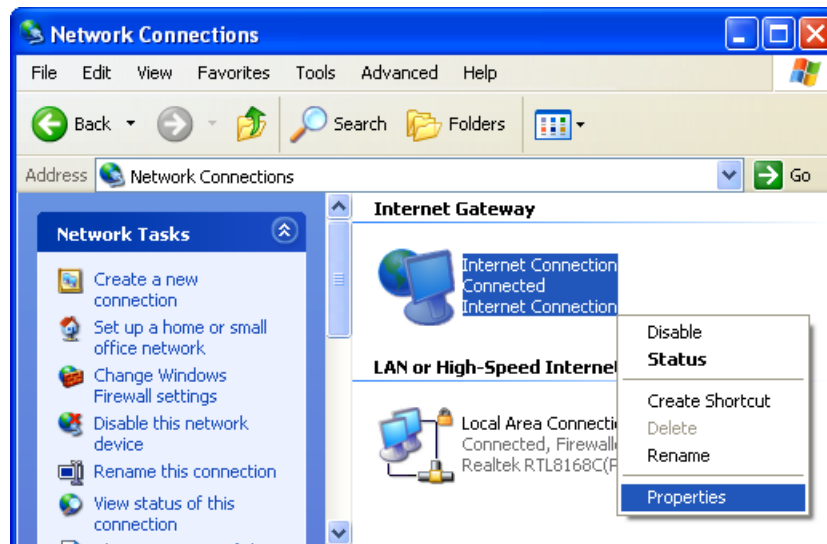 Network Connections
File Edit View Favorites Tools Advanced Help
Back Search Folders
Address Network Connections Go
Network Tasks
Create a new
connection
Set up a home or small
office network
Change Windows
Firewall settings
Disable this network
device
Rename this connection
View status of this
connection
Internet Gateway
Internet Connection
Connected
Internet Connection
LAN or High-Speed Internet
Local Area Connecti
Connected, Firewalle
Realtek RTL8168C(P
Disable
Status
Create Shortcut
Delete
Rename
Properties